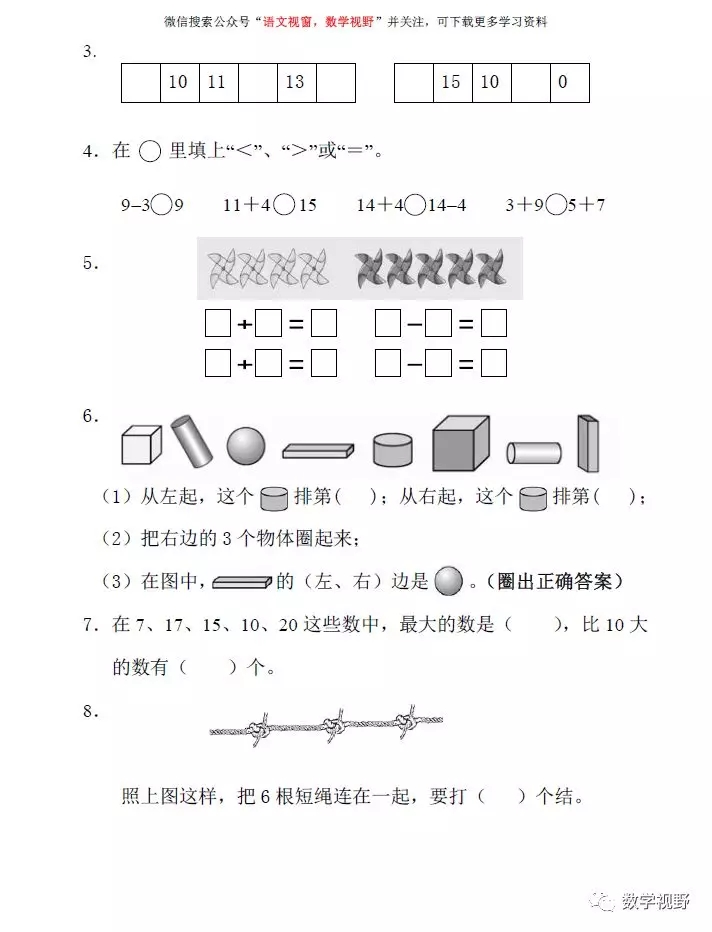 微信搜索公众号“语文视窗，数学视野”并关注，可下载更多学习资料
3. 10 11 13 15 10 0
4．在 ○ 里填上“＜”、“＞”或“＝”。
9–3○9 11＋4○15 14＋4○14–4 3＋9○5＋7
5．
□＋□＝□ □－□＝□
□＋□＝□ □－□＝□
6．
（1）从左起，这个 排第( )；从右起，这个 排第( )；
（2）把右边的 3 个物体圈起来；
（3）在图中， 的（左、右）边是 。（圈出正确答案）
7．在 7、17、15、10、20 这些数中，最大的数是（ ），比 10 大
的数有（ ）个。
8．
照上图这样，把 6 根短绳连在一起，要打（ ）个结。
数学视野